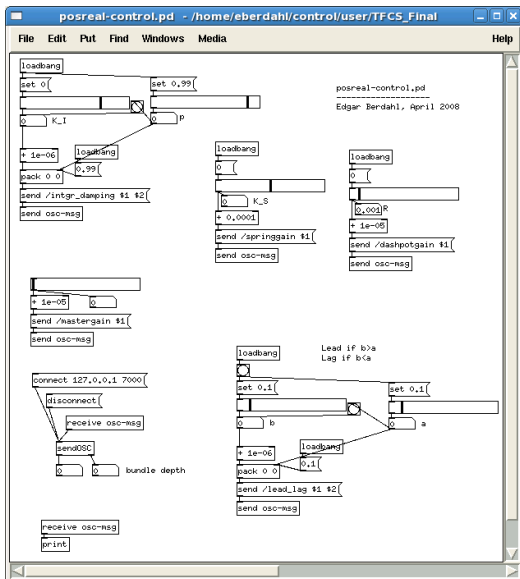 posreal-control.pd - /home/eberdahl/control/user/TFCS_Final
File Edit Put Find Windows Media Help
loadbang
set 0
set 0.99
0 K_I
0 p
+ 1e-06
loadbang
0.99
pack 0 0
send /intgr_damping $1 $2
send osc-msg
posreal-control.pd
--------------------
Edgar Berdahl, April 2008
loadbang
0
0 K_S
+ 0.0001
send /springgain $1
send osc-msg
loadbang
0
0.001 R
+ 1e-05
send /dashpotgain $1
send osc-msg
+ 1e-05
0
send /mastergain $1
send osc-msg
connect 127.0.0.1 7000
disconnect
receive osc-msg
sendOSC
0 0 bundle depth
receive osc-msg
print
Lead if b>a
Lag if b<a
loadbang
set 0.1
set 0.1
0 b
0 a
+ 1e-06
loadbang
0.1
pack 0 0
send /lead_lag $1 $2
send osc-msg